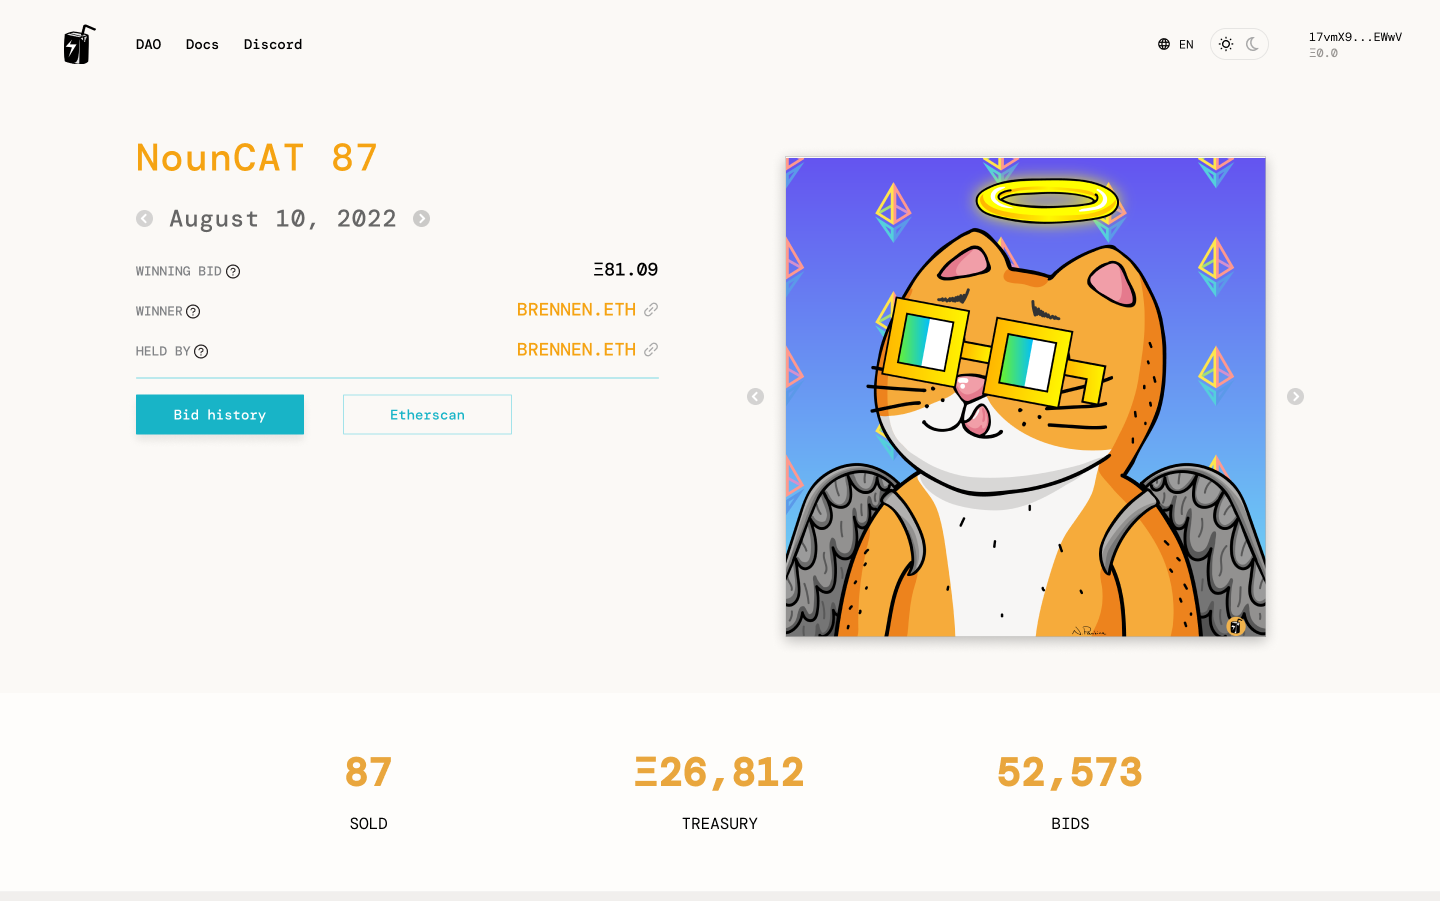 DAO Docs Discord EN 17vmX9...EWwV
Ξ0.0
NounCAT 87
August 10, 2022
WINNING BID ? Ξ81.09
WINNER ? BRENNEN.ETH
HELD BY ? BRENNEN.ETH
Bid history Etherscan
87 Ξ26,812 52,573
SOLD TREASURY BIDS